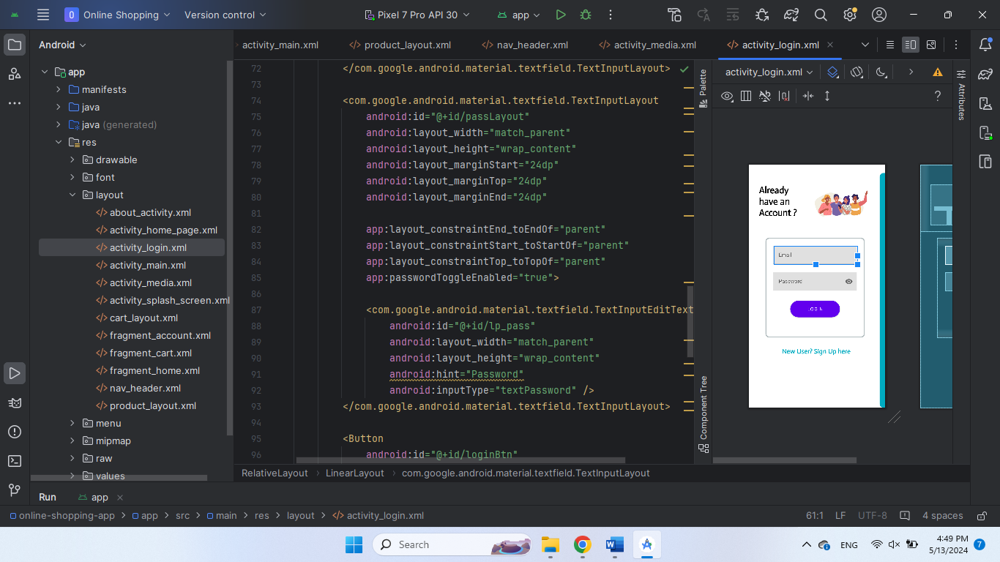 O Online Shopping Version control Pixel 7 Pro API 30 app
Android activity_main.xml product_layout.xml nav_header.xml activity_media.xml activity_login.xml
app
manifests
java
java (generated)
res
drawable
font
layout
about_activity.xml
activity_home_page.xml
activity_login.xml
activity_main.xml
activity_media.xml
activity_splash_screen.xml
cart_layout.xml
fragment_account.xml
fragment_cart.xml
fragment_home.xml
nav_header.xml
product_layout.xml
menu
mipmap
raw
values
72 </com.google.android.material.textfield.TextInputLayout>
73
74 <com.google.android.material.textfield.TextInputLayout
75 android:id="@+id/passLayout"
76 android:layout_width="match_parent"
77 android:layout_height="wrap_content"
78 android:layout_marginStart="24dp"
79 android:layout_marginTop="24dp"
80 android:layout_marginEnd="24dp"
81
82 app:layout_constraintEnd_toEndOf="parent"
83 app:layout_constraintStart_toStartOf="parent"
84 app:layout_constraintTop_toTopOf="parent"
85 app:passwordToggleEnabled="true">
86
87 <com.google.android.material.textfield.TextInputEditText
88 android:id="@+id/lp_pass"
89 android:layout_width="match_parent"
90 android:layout_height="wrap_content"
91 android:hint="Password"
92 android:inputType="textPassword" />
93 </com.google.android.material.textfield.TextInputLayout>
94
95 <Button
96 android:id="@+id/loginBtn"
RelativeLayout LinearLayout com.google.android.material.textfield.TextInputLayout
Palette
Component Tree
activity_login.xml
Attributes
Already
have an
Account ?
Email
Password
LOGIN
New User? Sign Up here
Run app
online-shopping-app app src main res layout activity_login.xml 61:1 LF UTF-8 4 spaces
Search
ENG
4:49 PM
5/13/2024
7